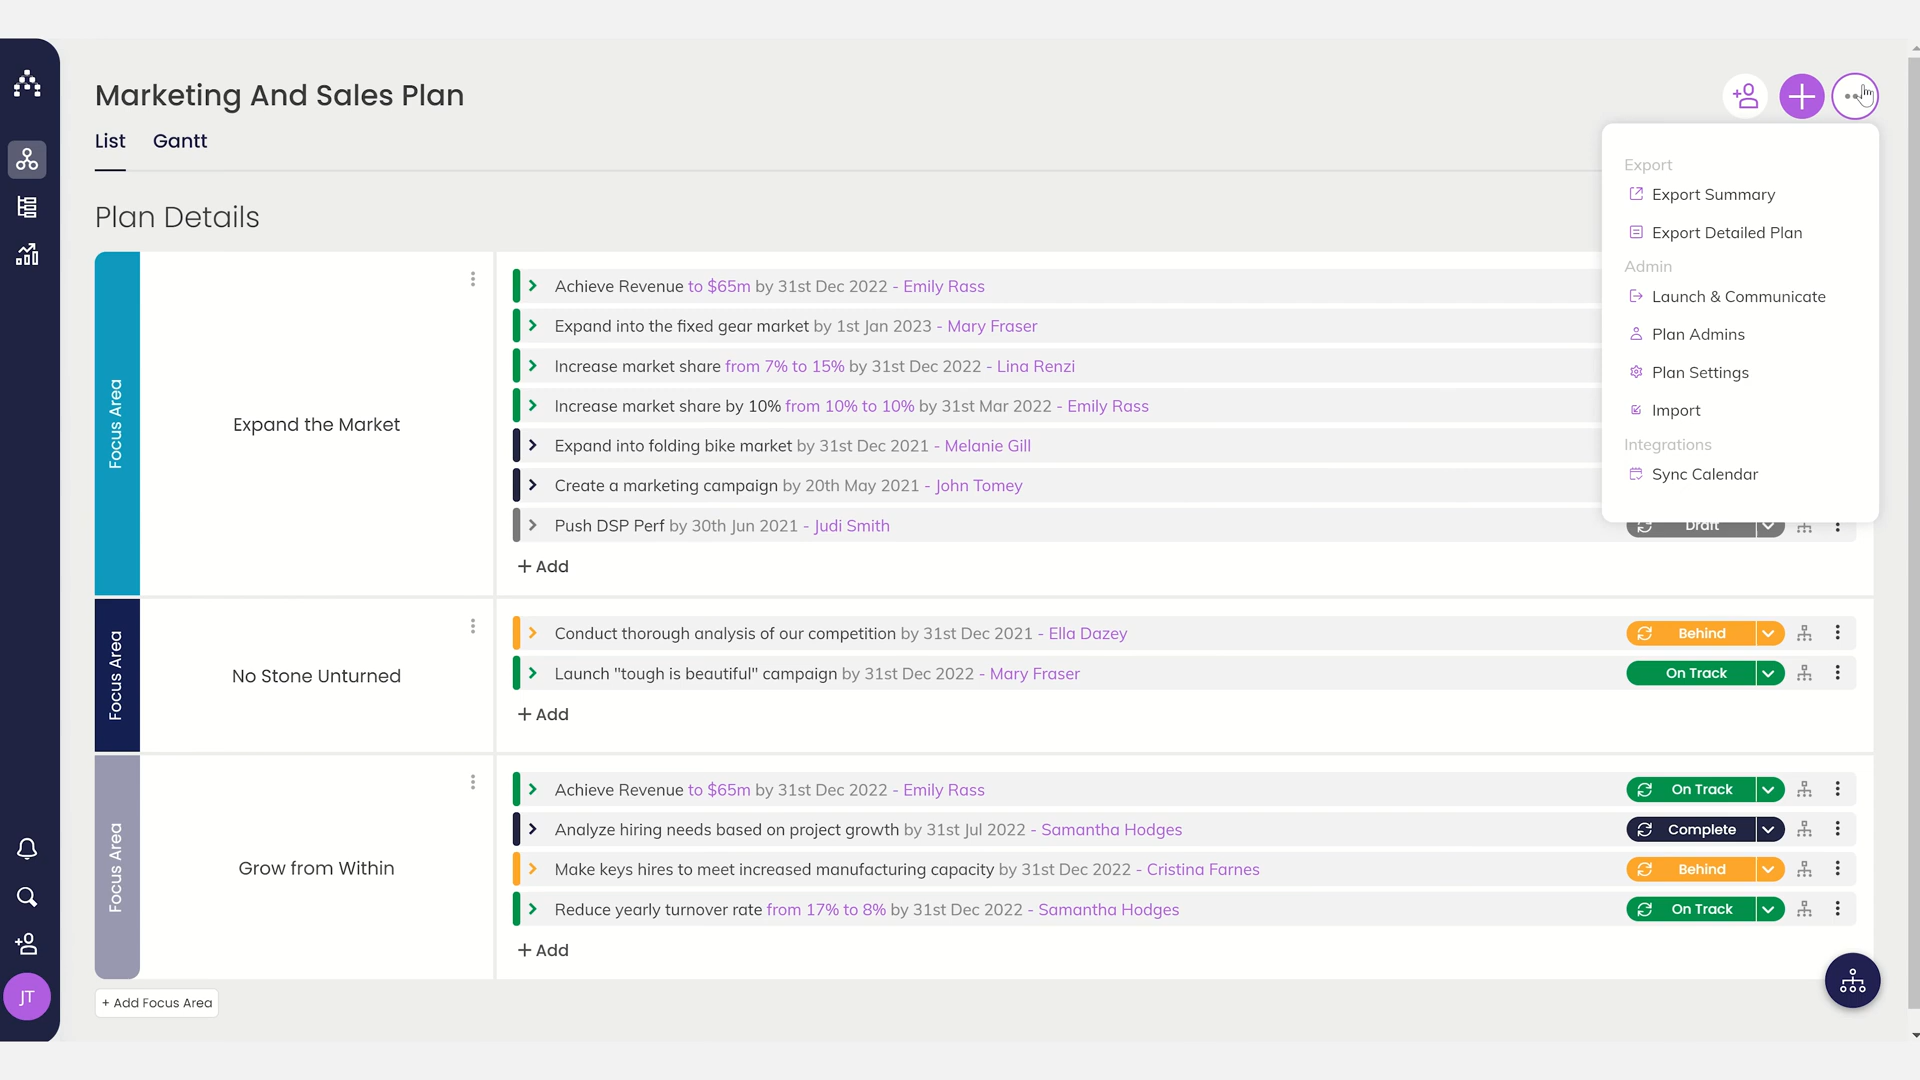 Marketing And Sales Plan
List Gantt
Plan Details
Export
Export Summary
Export Detailed Plan
Admin
Launch & Communicate
Plan Admins
Plan Settings
Import
Integrations
Sync Calendar
Focus Area
Expand the Market
Achieve Revenue to $65m by 31st Dec 2022 - Emily Rass
Expand into the fixed gear market by 1st Jan 2023 - Mary Fraser
Increase market share from 7% to 15% by 31st Dec 2022 - Lina Renzi
Increase market share by 10% from 10% to 10% by 31st Mar 2022 - Emily Rass
Expand into folding bike market by 31st Dec 2021 - Melanie Gill
Create a marketing campaign by 20th May 2021 - John Tomey
Push DSP Perf by 30th Jun 2021 - Judi Smith Draft
+ Add
Focus Area
No Stone Unturned
Conduct thorough analysis of our competition by 31st Dec 2021 - Ella Dazey Behind
Launch "tough is beautiful" campaign by 31st Dec 2022 - Mary Fraser On Track
+ Add
Focus Area
Grow from Within
Achieve Revenue to $65m by 31st Dec 2022 - Emily Rass On Track
Analyze hiring needs based on project growth by 31st Jul 2022 - Samantha Hodges Complete
Make keys hires to meet increased manufacturing capacity by 31st Dec 2022 - Cristina Farnes Behind
Reduce yearly turnover rate from 17% to 8% by 31st Dec 2022 - Samantha Hodges On Track
+ Add
+ Add Focus Area
JT